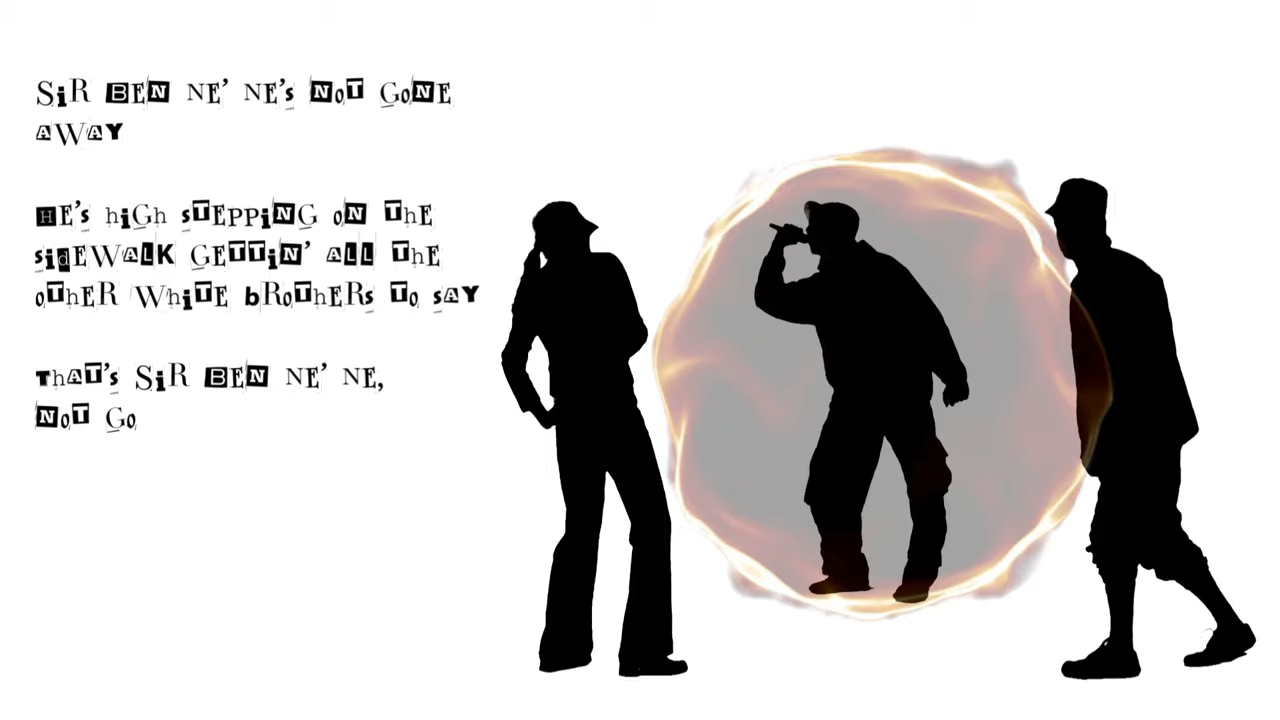 SiR BEN NE' NE's NOT GONE
AWAY
HE's hiGh sTEPPiNG ON ThE
sidEWALK GETTiN' ALL ThE
OThER WhiTE bROThERs TO sAY
ThAT's SiR BEN NE' NE,
NOT GO